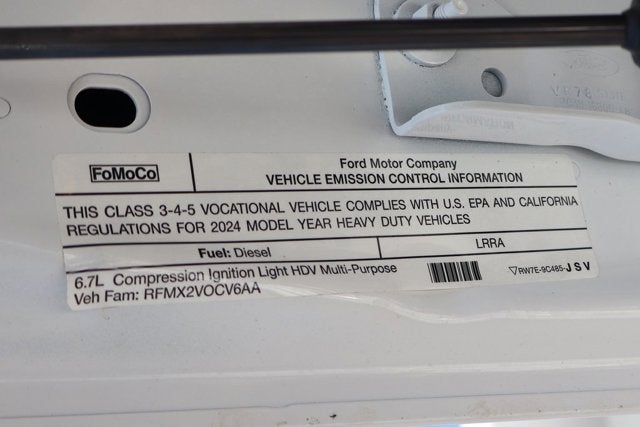 FoMoCo
Ford Motor Company
VEHICLE EMISSION CONTROL INFORMATION
THIS CLASS 3-4-5 VOCATIONAL VEHICLE COMPLIES WITH U.S. EPA AND CALIFORNIA
REGULATIONS FOR 2024 MODEL YEAR HEAVY DUTY VEHICLES
Fuel: Diesel
LRRA
6.7L Compression Ignition Light HDV Multi-Purpose
Veh Fam: RFMX2VOCV6AA
RW7E-9C485-JSV